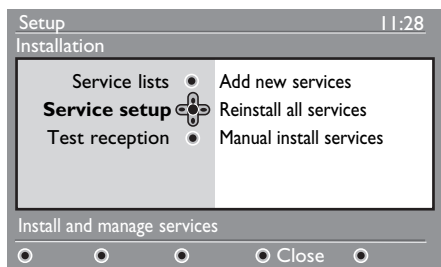 Setup 11:28
Installation
Service lists Add new services
Service setup Reinstall all services
Test reception Manual install services
Install and manage services
Close